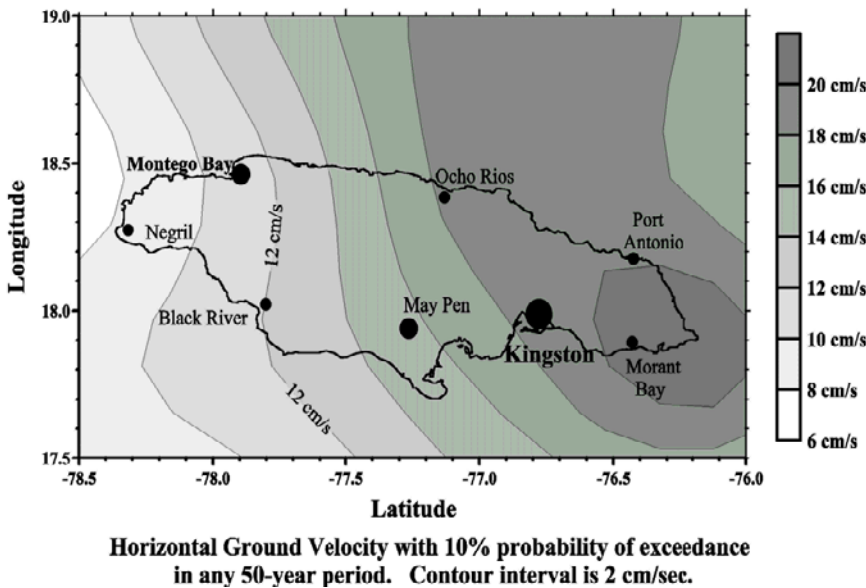 19.0
18.5
18.0
17.5
Longitude
Montego Bay
Ocho Rios
Negril
12 cm/s
Port
Antonio
Black River
May Pen
Kingston
Morant
Bay
12 cm/s
-78.5 -78.0 -77.5 -77.0 -76.5 -76.0
Latitude
20 cm/s
18 cm/s
16 cm/s
14 cm/s
12 cm/s
10 cm/s
8 cm/s
6 cm/s
Horizontal Ground Velocity with 10% probability of exceedance
in any 50-year period. Contour interval is 2 cm/sec.